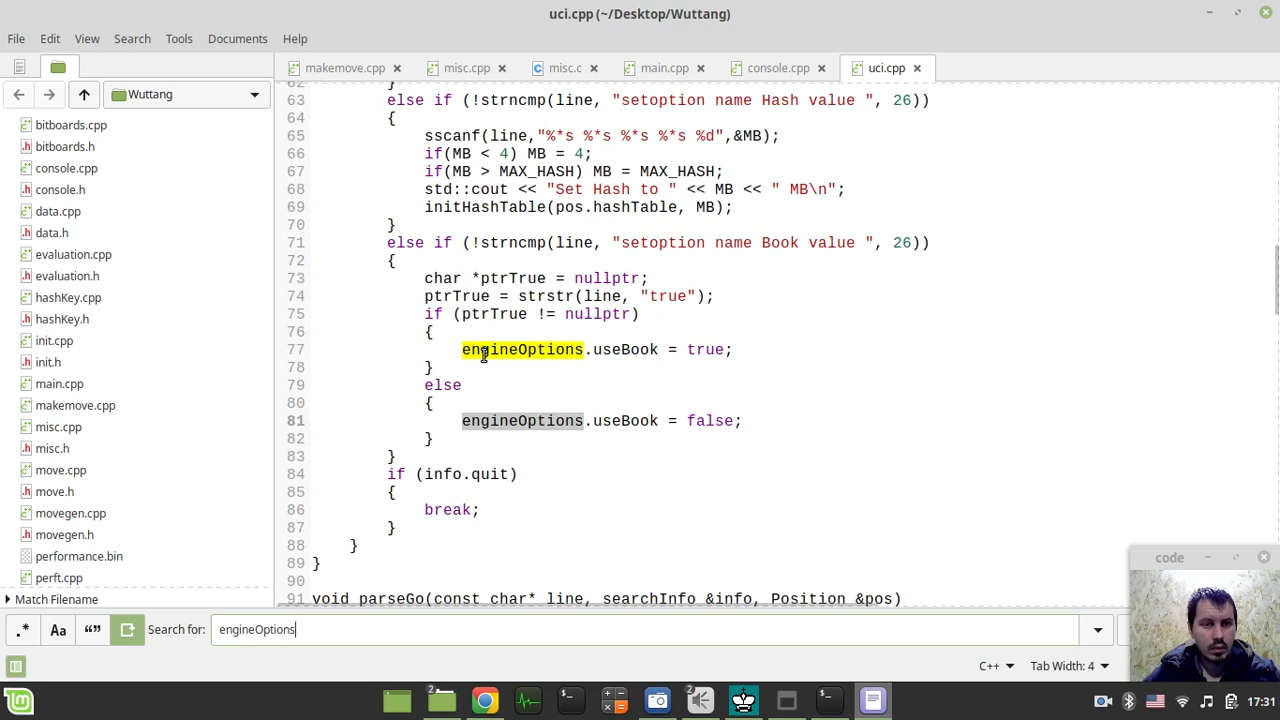 uci.cpp (~/Desktop/Wuttang)
File Edit View Search Tools Documents Help
makemove.cpp misc.cpp misc.c main.cpp console.cpp uci.cpp
Wuttang
bitboards.cpp
bitboards.h
console.cpp
console.h
data.cpp
data.h
evaluation.cpp
evaluation.h
hashKey.cpp
hashKey.h
init.cpp
init.h
main.cpp
makemove.cpp
misc.cpp
misc.h
move.cpp
move.h
movegen.cpp
movegen.h
performance.bin
perft.cpp
Match Filename
62 }
63 else if (!strncmp(line, "setoption name Hash value ", 26))
64 {
65 sscanf(line,"%*s %*s %*s %*s %d",&MB);
66 if(MB < 4) MB = 4;
67 if(MB > MAX_HASH) MB = MAX_HASH;
68 std::cout << "Set Hash to " << MB << " MB\n";
69 initHashTable(pos.hashTable, MB);
70 }
71 else if (!strncmp(line, "setoption name Book value ", 26))
72 {
73 char *ptrTrue = nullptr;
74 ptrTrue = strstr(line, "true");
75 if (ptrTrue != nullptr)
76 {
77 engineOptions.useBook = true;
78 }
79 else
80 {
81 engineOptions.useBook = false;
82 }
83 }
84 if (info.quit)
85 {
86 break;
87 }
88 }
89 }
90
91 void parseGo(const char* line, searchInfo &info, Position &pos)
code
.* Aa Search for: engineOptions
C++ Tab Width: 4
2 2 17:31